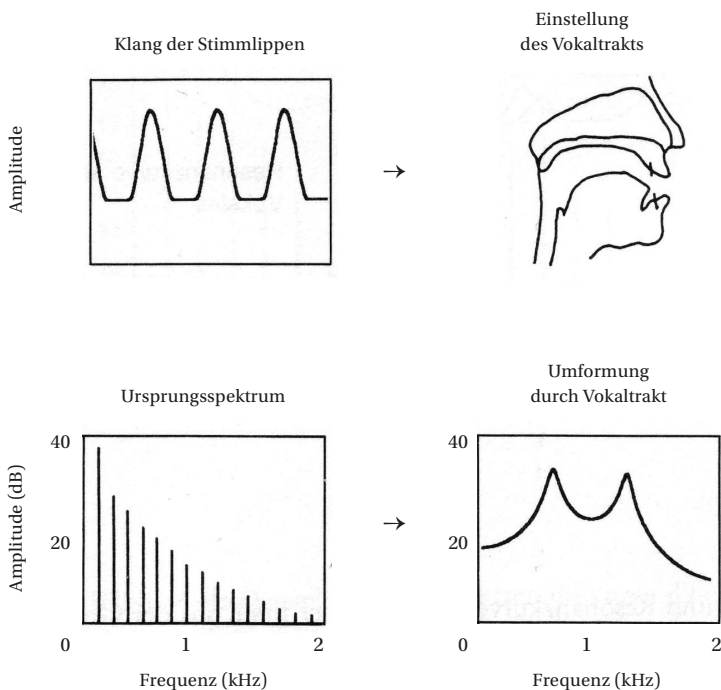 Klang der Stimmlippen
Einstellung
des Vokaltrakts
Amplitude
→
Ursprungsspektrum
Umformung
durch Vokaltrakt
Amplitude (dB)
40
20
0
1
2
Frequenz (kHz)
→
40
20
0
1
2
Frequenz (kHz)